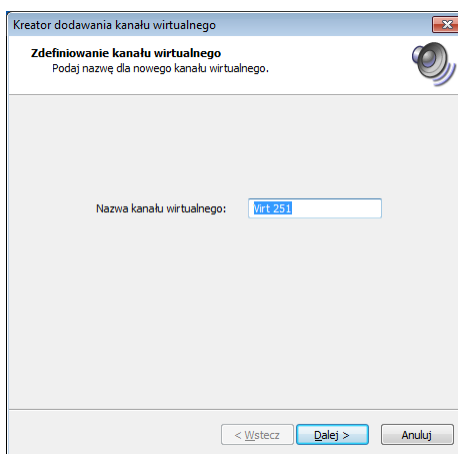 Kreator dodawania kanału wirtualnego
Zdefiniowanie kanału wirtualnego
Podaj nazwę dla nowego kanału wirtualnego.
Nazwa kanału wirtualnego: Virt 251
< Wstecz Dalej > Anuluj